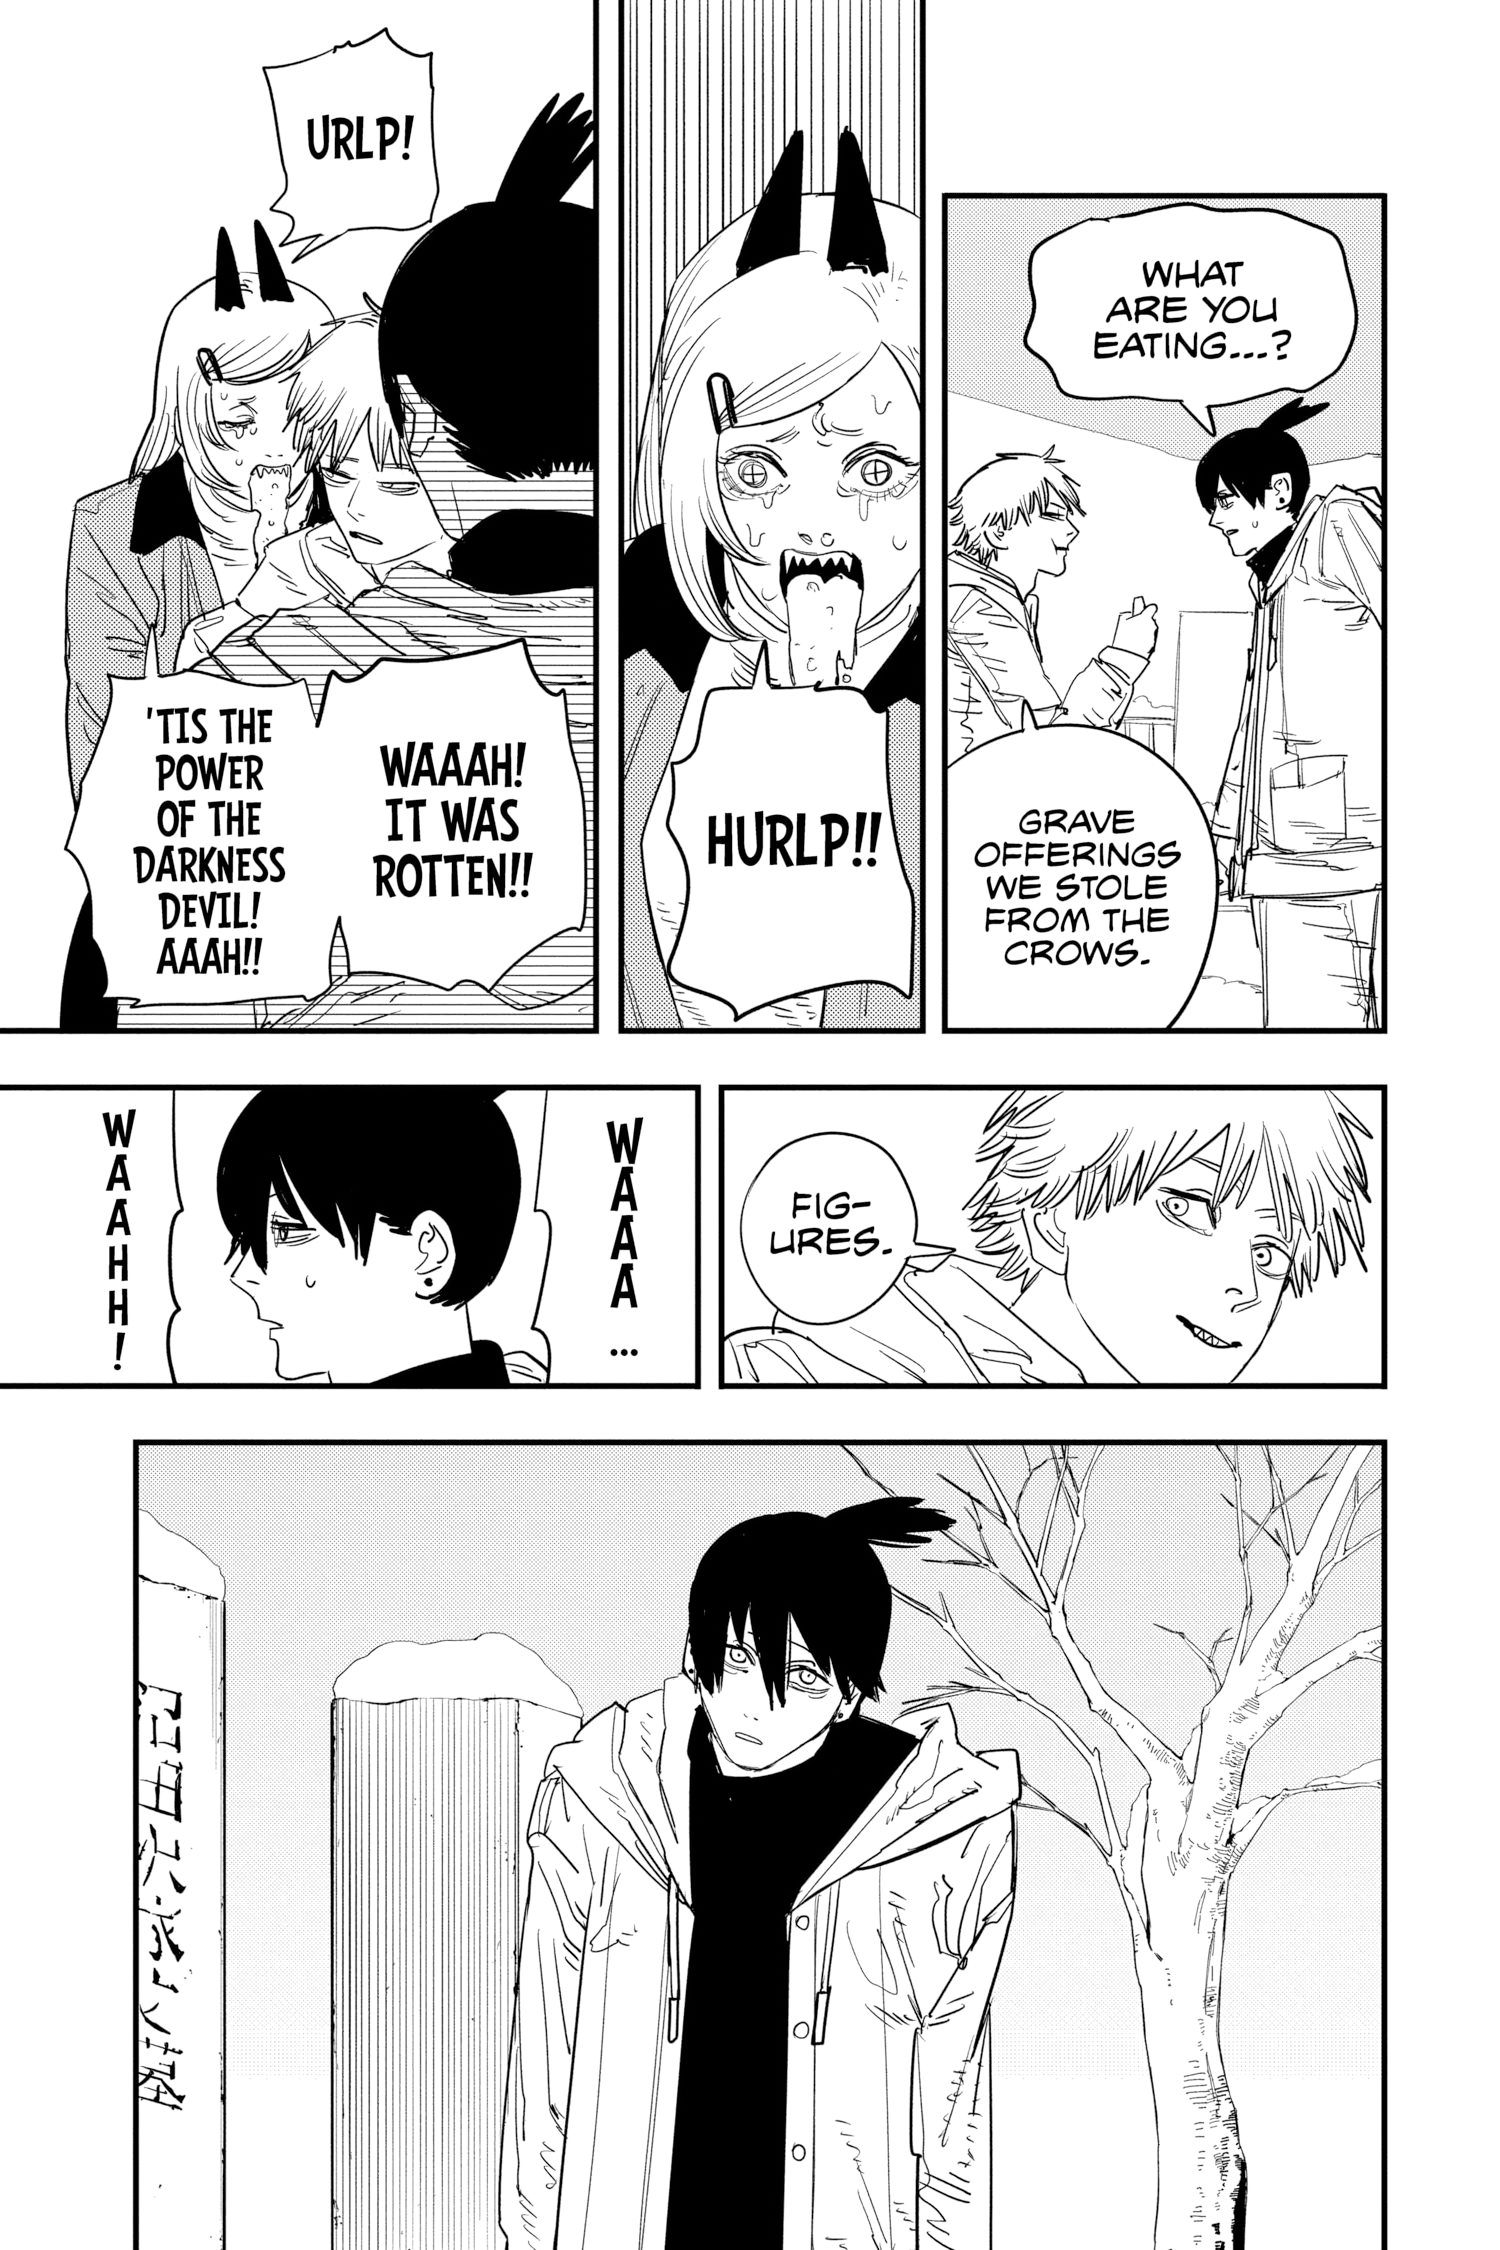 WHAT
ARE YOU
EATING...?
GRAVE
OFFERINGS
WE STOLE
FROM THE
CROWS.
HURLP!!
URLP!
WAAAH!
IT WAS
ROTTEN!!
'TIS THE
POWER
OF THE
DARKNESS
DEVIL!
AAAH!!
FIG-
URES.
WAAA...
WAAHH!